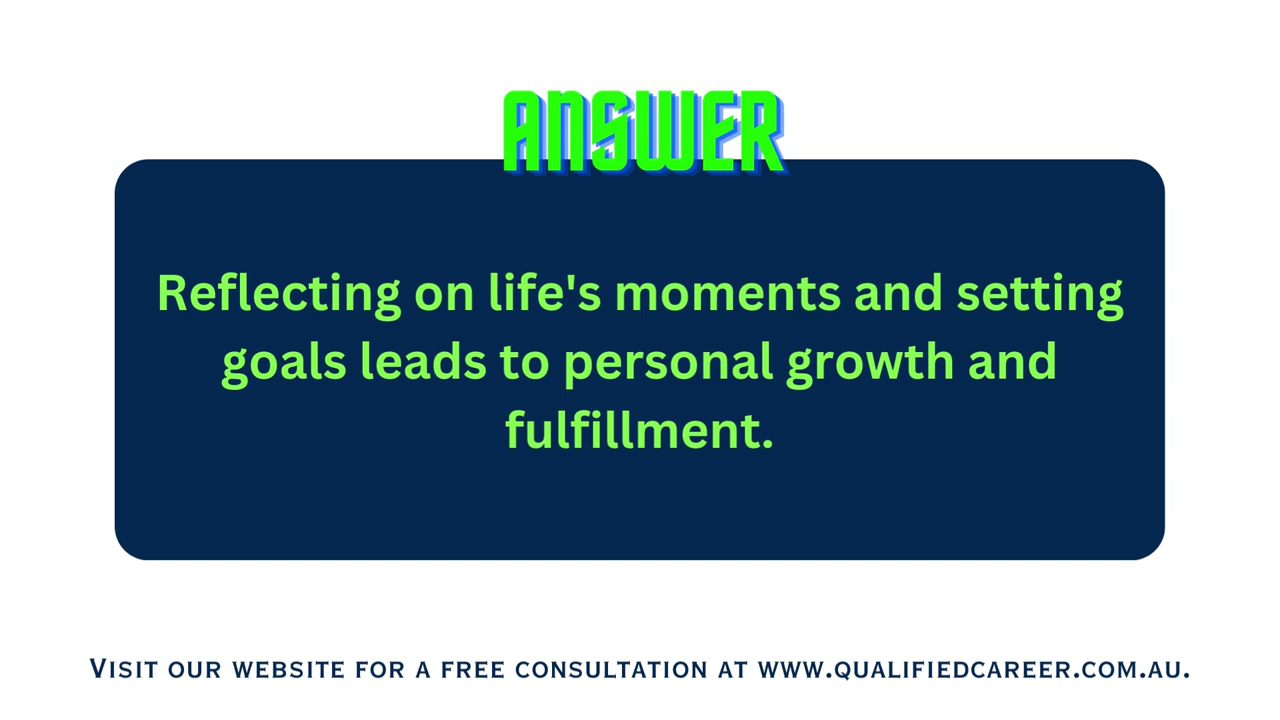 ANSWER
Reflecting on life's moments and setting
goals leads to personal growth and
fulfillment.
Visit our website for a free consultation at www.qualifiedcareer.com.au.